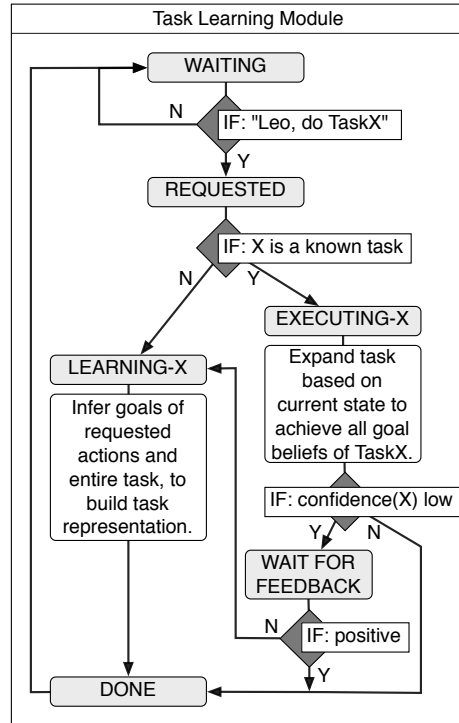 Task Learning Module
WAITING
N
IF: "Leo, do TaskX"
Y
REQUESTED
IF: X is a known task
N
Y
EXECUTING-X
LEARNING-X
Expand task
based on
current state to
achieve all goal
beliefs of TaskX.
Infer goals of
requested
actions and
entire task, to
build task
representation.
IF: confidence(X) low
Y
N
WAIT FOR
FEEDBACK
N
IF: positive
Y
DONE